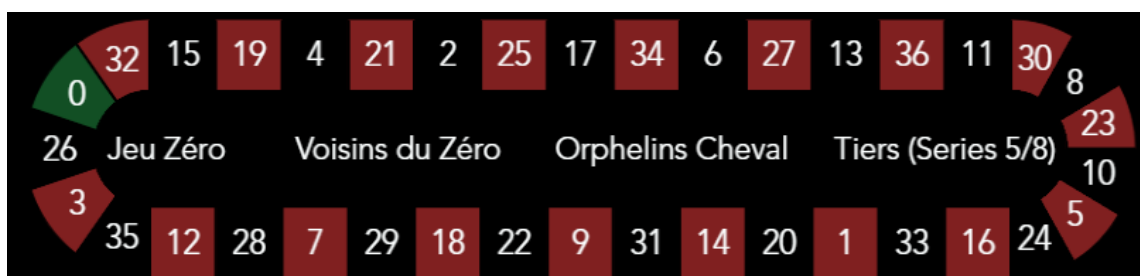 32 15 19 4 21 2 25 17 34 6 27 13 36 11 30
0 8
23
26 Jeu Zéro Voisins du Zéro Orphelins Cheval Tiers (Series 5/8)
10
3 5
35 12 28 7 29 18 22 9 31 14 20 1 33 16 24